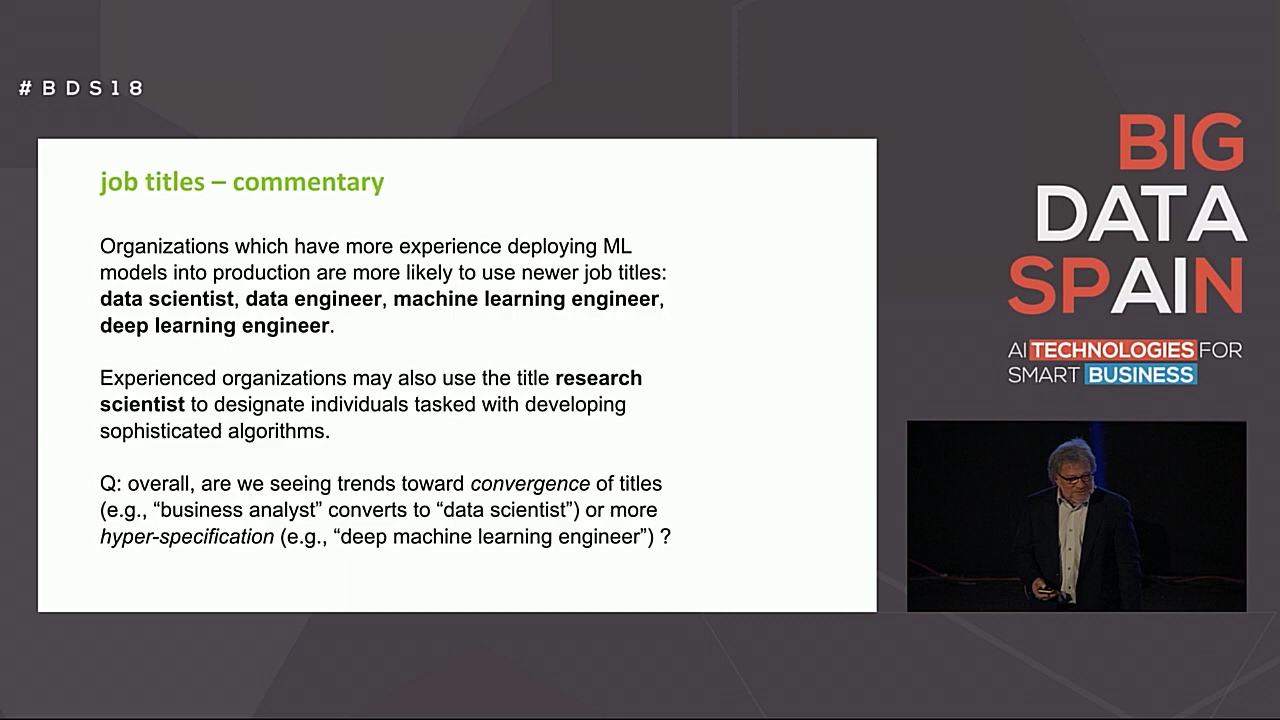 #BDS18
job titles – commentary
Organizations which have more experience deploying ML
models into production are more likely to use newer job titles:
data scientist, data engineer, machine learning engineer,
deep learning engineer.
Experienced organizations may also use the title research
scientist to designate individuals tasked with developing
sophisticated algorithms.
Q: overall, are we seeing trends toward convergence of titles
(e.g., “business analyst” converts to “data scientist”) or more
hyper-specification (e.g., “deep machine learning engineer”) ?
BIG
DATA
SPAIN
AI TECHNOLOGIES FOR
SMART BUSINESS